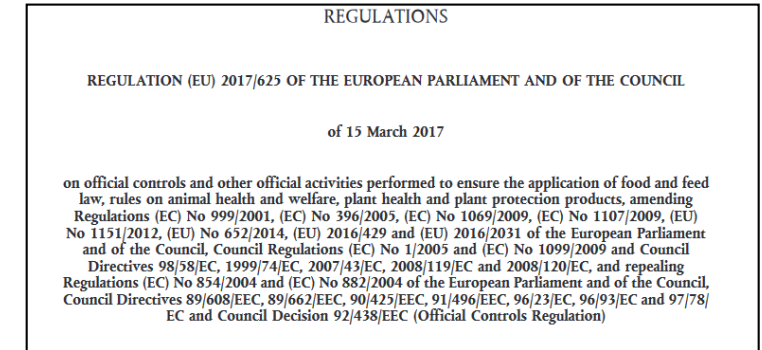 REGULATIONS
REGULATION (EU) 2017/625 OF THE EUROPEAN PARLIAMENT AND OF THE COUNCIL
of 15 March 2017
on official controls and other official activities performed to ensure the application of food and feed
law, rules on animal health and welfare, plant health and plant protection products, amending
Regulations (EC) No 999/2001, (EC) No 396/2005, (EC) No 1069/2009, (EC) No 1107/2009, (EU)
No 1151/2012, (EU) No 652/2014, (EU) 2016/429 and (EU) 2016/2031 of the European Parliament
and of the Council, Council Regulations (EC) No 1/2005 and (EC) No 1099/2009 and Council
Directives 98/58/EC, 1999/74/EC, 2007/43/EC, 2008/119/EC and 2008/120/EC, and repealing
Regulations (EC) No 854/2004 and (EC) No 882/2004 of the European Parliament and of the Council,
Council Directives 89/608/EEC, 89/662/EEC, 90/425/EEC, 91/496/EEC, 96/23/EC, 96/93/EC and 97/78/
EC and Council Decision 92/438/EEC (Official Controls Regulation)